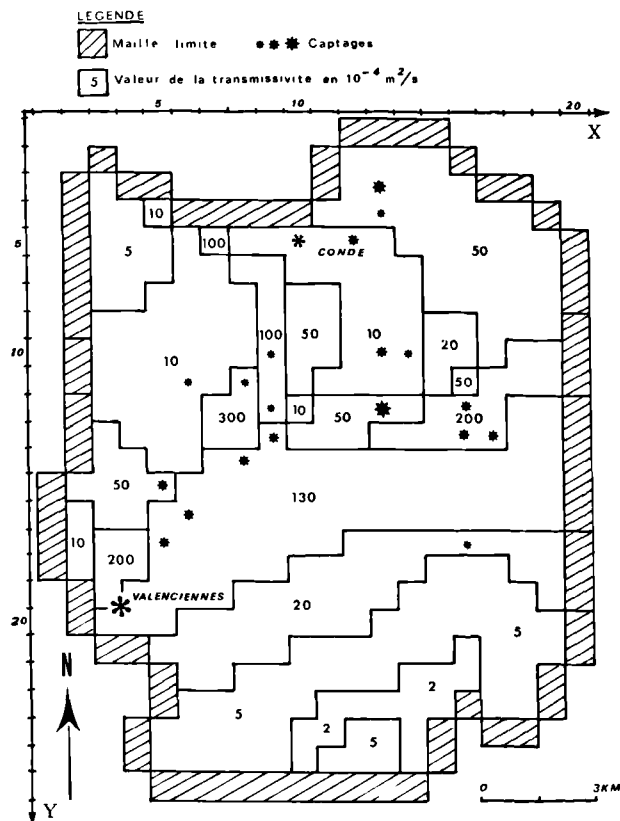 LEGENDE
Maille limite
Captages
5 Valeur de la transmissivite en 10⁻⁴ m²/s
5 10 20
X
10
5 5 100 CONDE 50
50 100 10 20
10 10
50
300 10 50 200
50 130
10 200
VALENCIENNES
20 20
5
N 2
5 2
5
0 3KM
Y